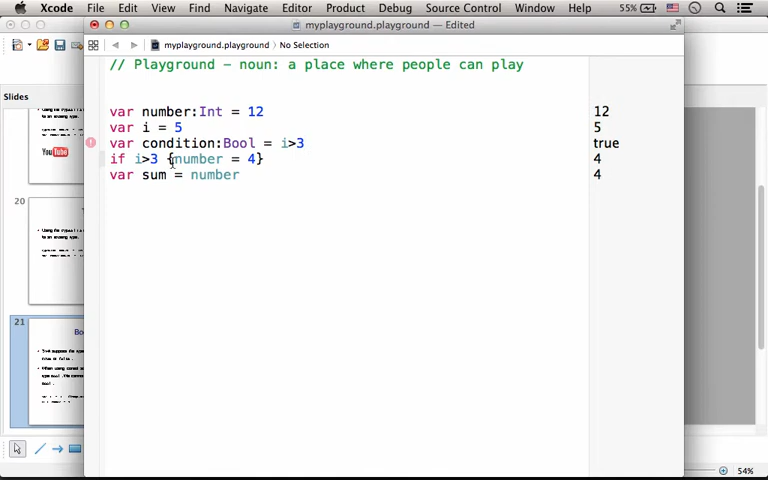 Xcode File Edit View Find Navigate Editor Product Debug Source Control Window Help 55%
myplayground.playground — Edited
myplayground.playground › No Selection
Slides
// Playground - noun: a place where people can play
var number:Int = 12
12
var i = 5
5
var condition:Bool = i>3
true
if i>3 {number = 4}
4
var sum = number
4
YouTube
20
21
Bo
54%